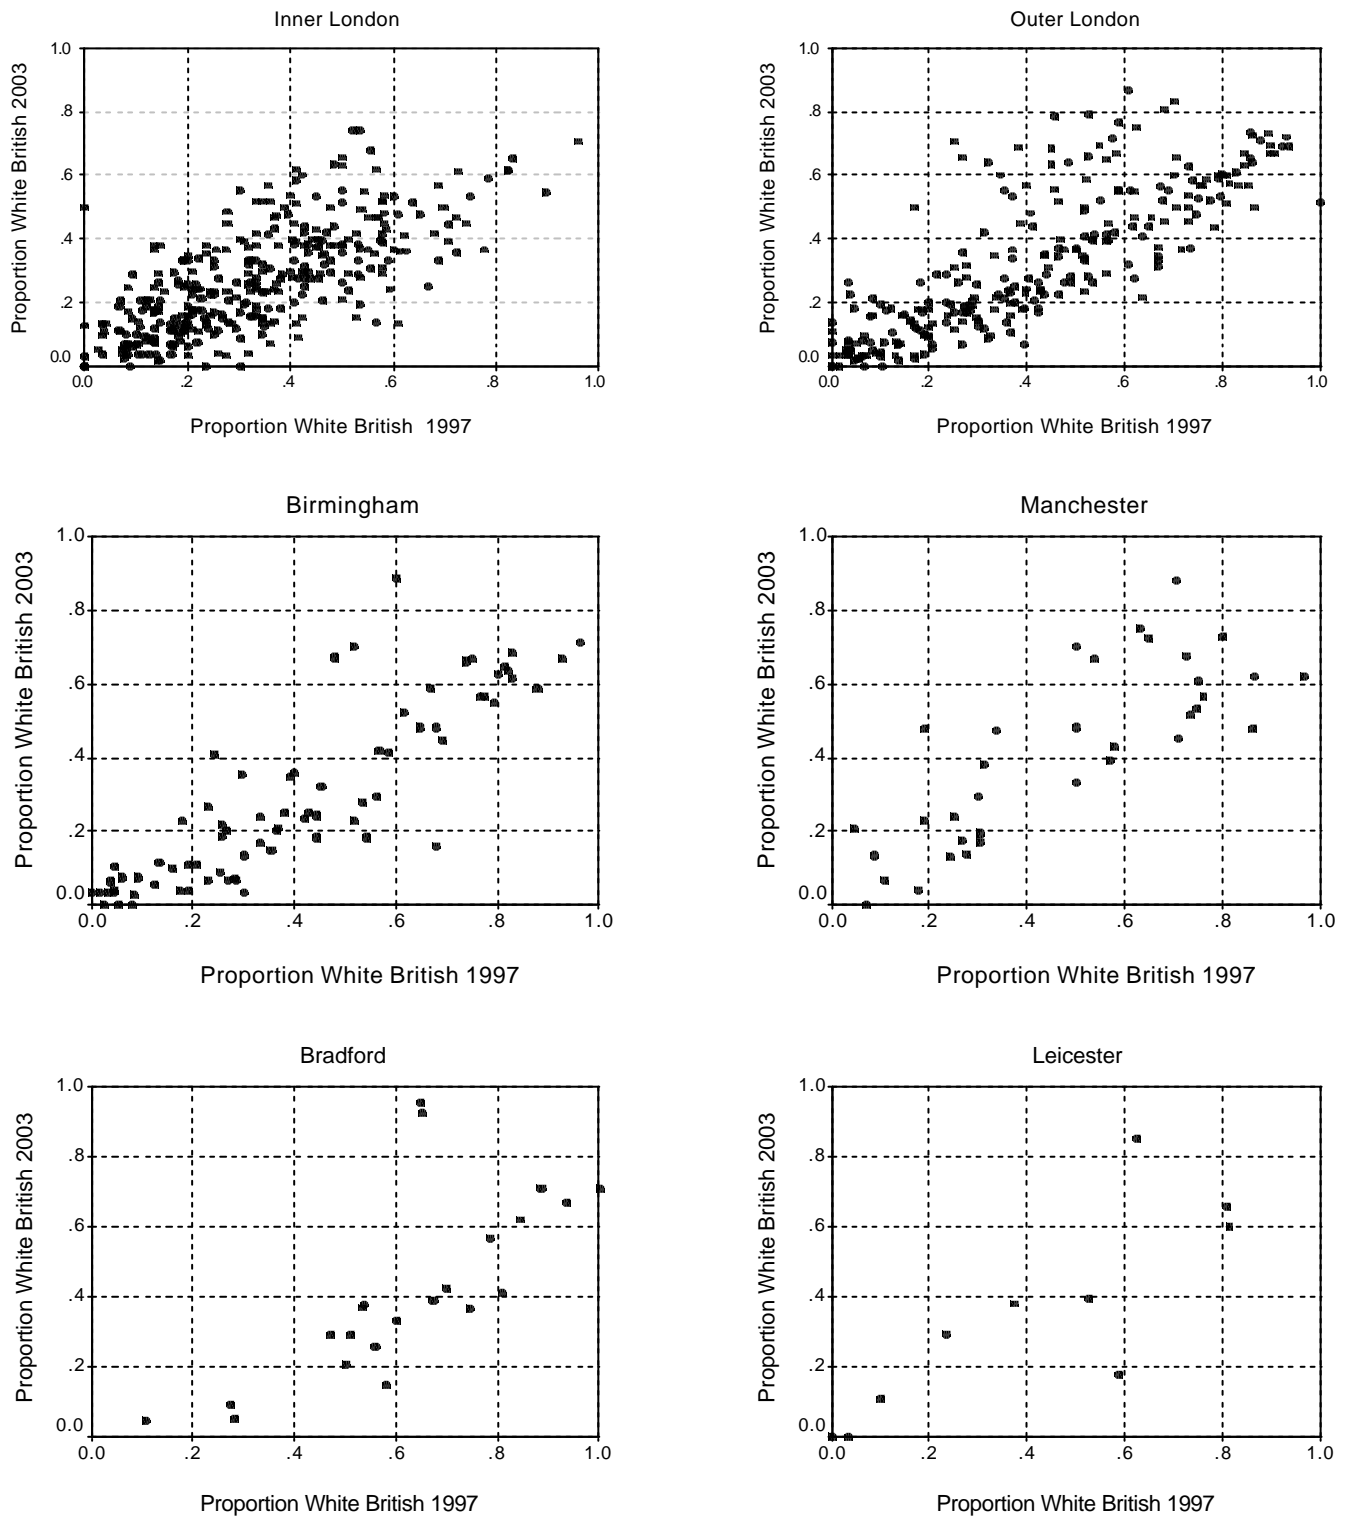 Inner London
Proportion White British 2003
1.0
.8
.6
.4
.2
0.0
0.0 .2 .4 .6 .8 1.0
Proportion White British 1997
Outer London
Proportion White British 2003
1.0
.8
.6
.4
.2
0.0
0.0 .2 .4 .6 .8 1.0
Proportion White British 1997
Birmingham
Proportion White British 2003
1.0
.8
.6
.4
.2
0.0
0.0 .2 .4 .6 .8 1.0
Proportion White British 1997
Manchester
Proportion White British 2003
1.0
.8
.6
.4
.2
0.0
0.0 .2 .4 .6 .8 1.0
Proportion White British 1997
Bradford
Proportion White British 2003
1.0
.8
.6
.4
.2
0.0
0.0 .2 .4 .6 .8 1.0
Proportion White British 1997
Leicester
Proportion White British 2003
1.0
.8
.6
.4
.2
0.0
0.0 .2 .4 .6 .8 1.0
Proportion White British 1997